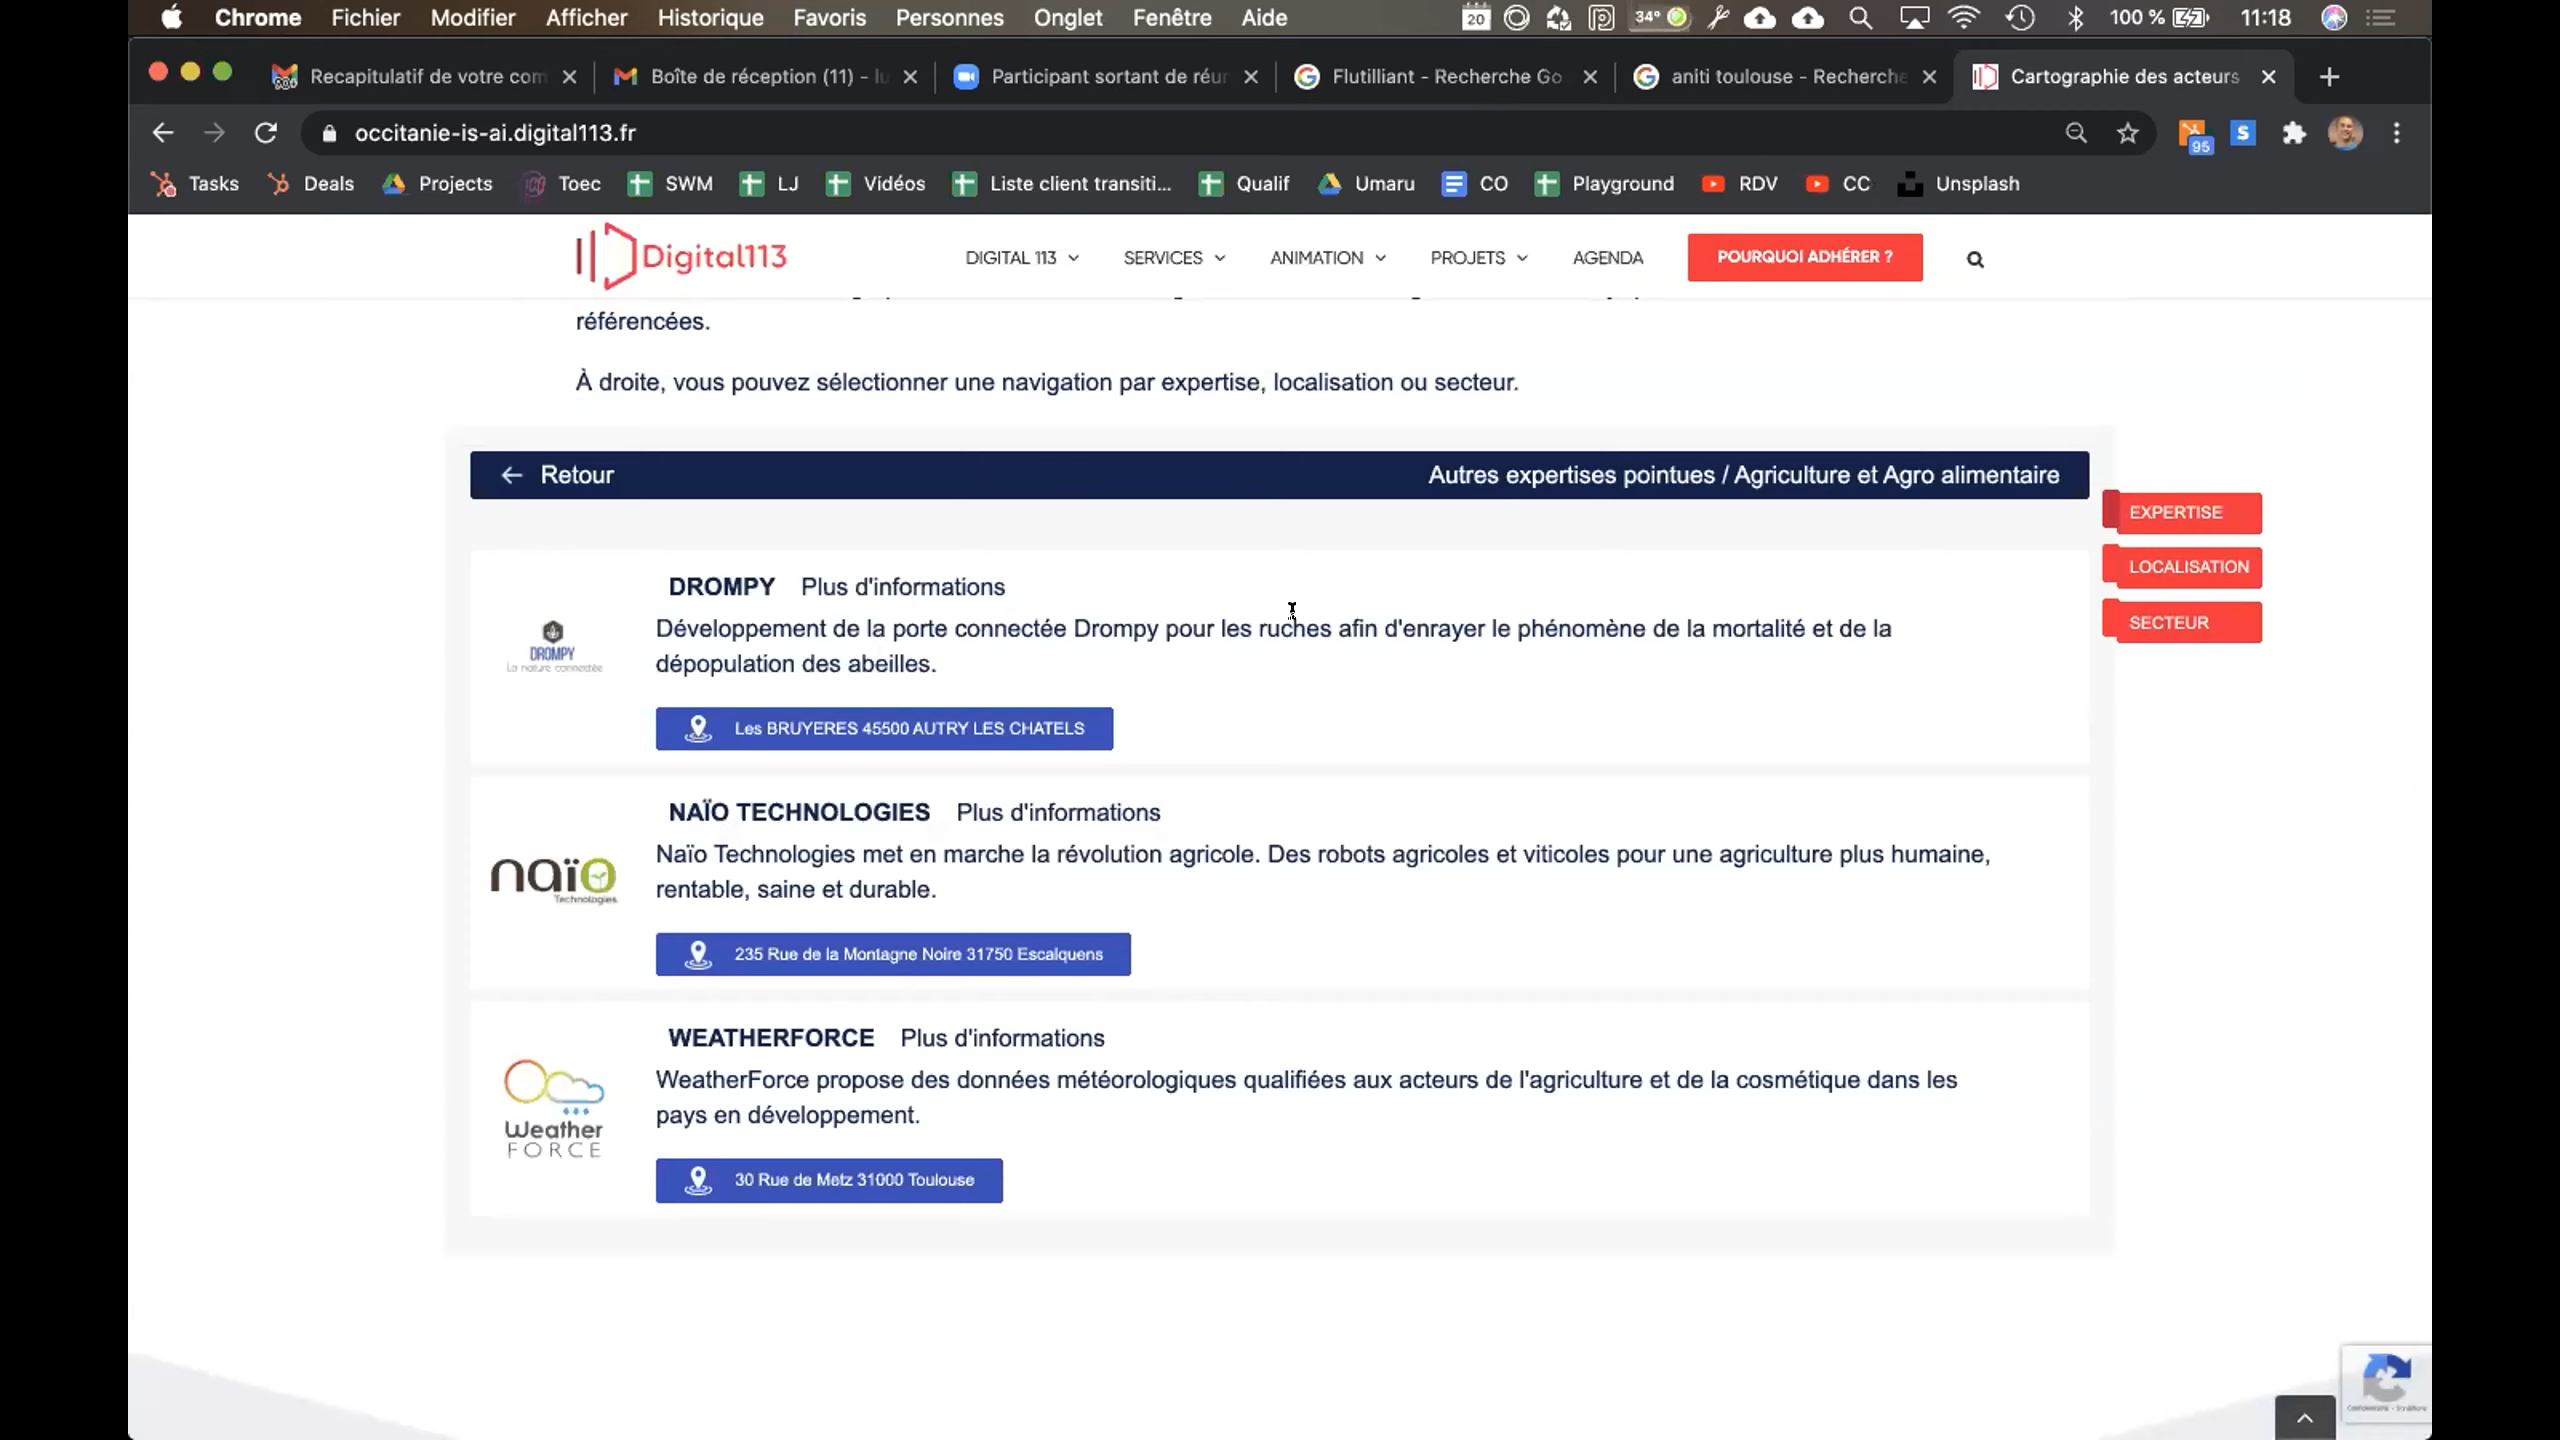 Chrome Fichier Modifier Afficher Historique Favoris Personnes Onglet Fenêtre Aide 20 34° 100 % 11:18
Recapitulatif de votre com Boîte de réception (11) - lu Participant sortant de réun Flutilliant - Recherche Go aniti toulouse - Recherche Cartographie des acteurs
occitanie-is-ai.digital113.fr S 95
Tasks Deals Projects Toec SWM LJ Vidéos Liste client transiti... Qualif Umaru CO Playground RDV CC Unsplash
Digital113 DIGITAL 113 SERVICES ANIMATION PROJETS AGENDA POURQUOI ADHÉRER ?
référencées.
À droite, vous pouvez sélectionner une navigation par expertise, localisation ou secteur.
← Retour Autres expertises pointues / Agriculture et Agro alimentaire
EXPERTISE
LOCALISATION
SECTEUR
DROMPY Plus d'informations
Développement de la porte connectée Drompy pour les ruches afin d'enrayer le phénomène de la mortalité et de la
dépopulation des abeilles.
DROMPY
La nature connectée
Les BRUYERES 45500 AUTRY LES CHATELS
NAÏO TECHNOLOGIES Plus d'informations
Naïo Technologies met en marche la révolution agricole. Des robots agricoles et viticoles pour une agriculture plus humaine,
rentable, saine et durable.
naïo
Technologies
235 Rue de la Montagne Noire 31750 Escalquens
WEATHERFORCE Plus d'informations
WeatherForce propose des données météorologiques qualifiées aux acteurs de l'agriculture et de la cosmétique dans les
pays en développement.
Weather
FORCE
30 Rue de Metz 31000 Toulouse